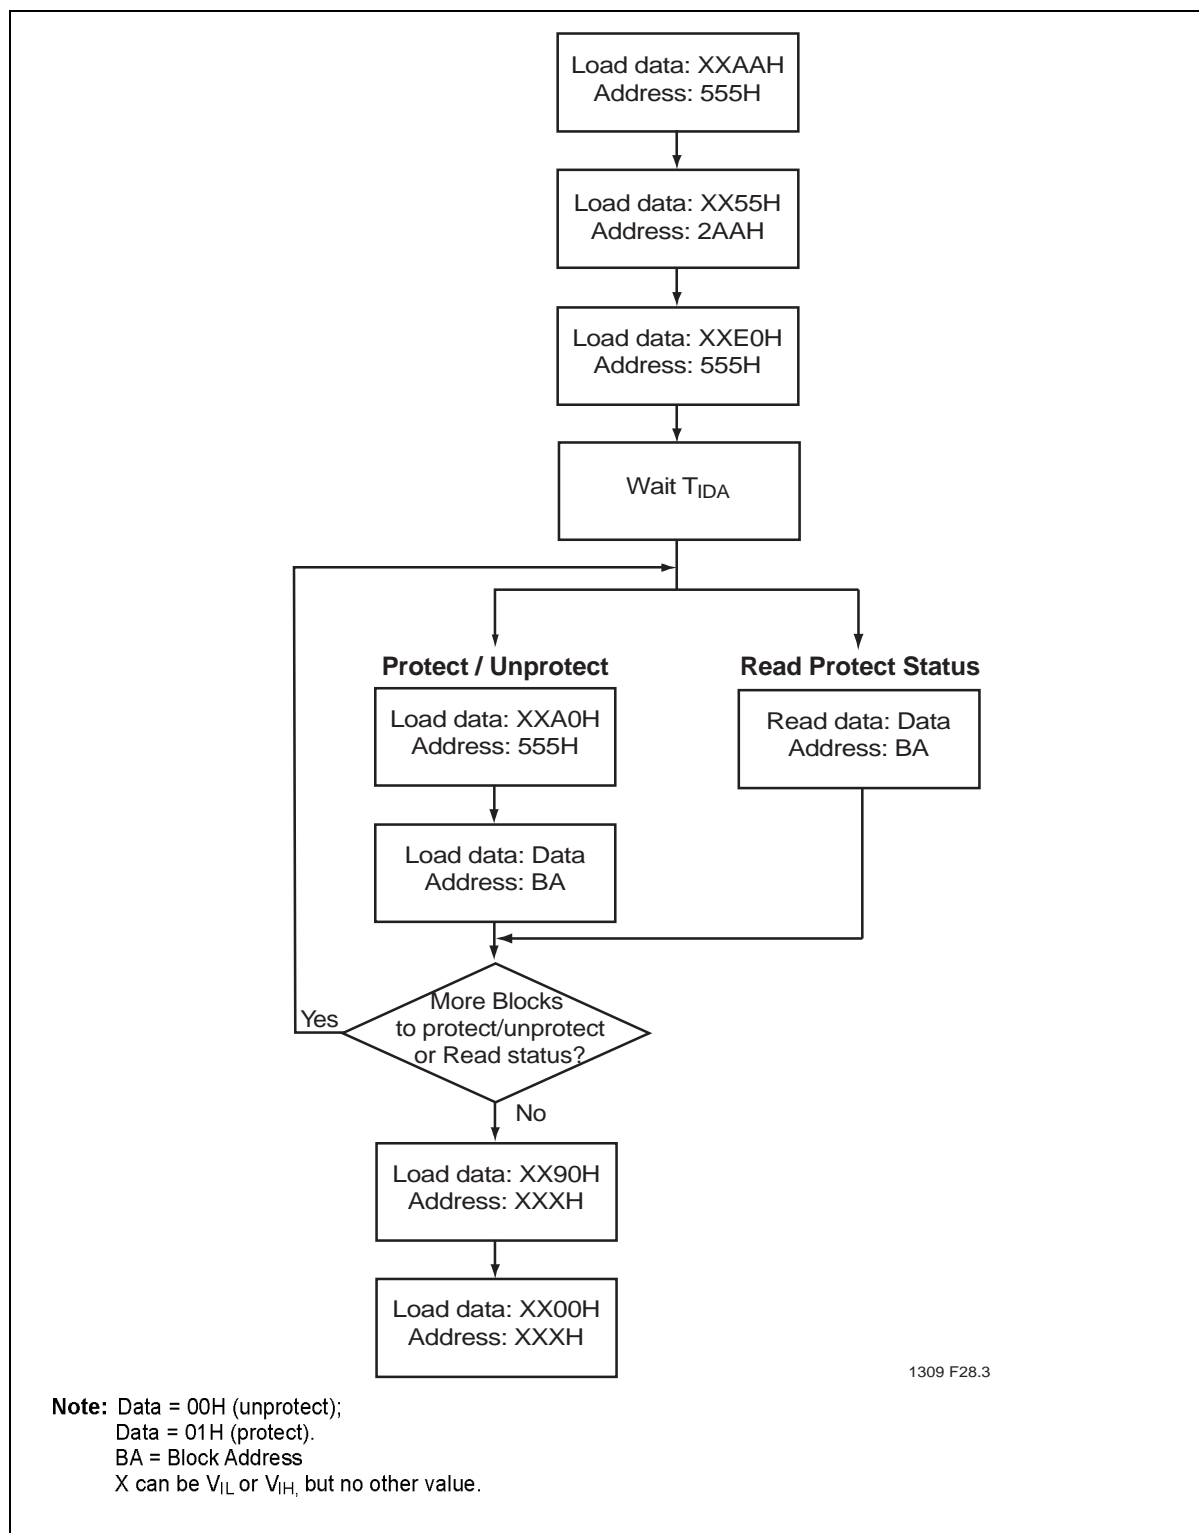 Load data: XXAAH
Address: 555H
Load data: XX55H
Address: 2AAH
Load data: XXE0H
Address: 555H
Wait TIDA
Protect / Unprotect
Load data: XXA0H
Address: 555H
Load data: Data
Address: BA
Read Protect Status
Read data: Data
Address: BA
More Blocks
to protect/unprotect
or Read status?
Yes
No
Load data: XX90H
Address: XXXH
Load data: XX00H
Address: XXXH
1309 F28.3
Note: Data = 00H (unprotect);
Data = 01H (protect).
BA = Block Address
X can be VIL or VIH, but no other value.